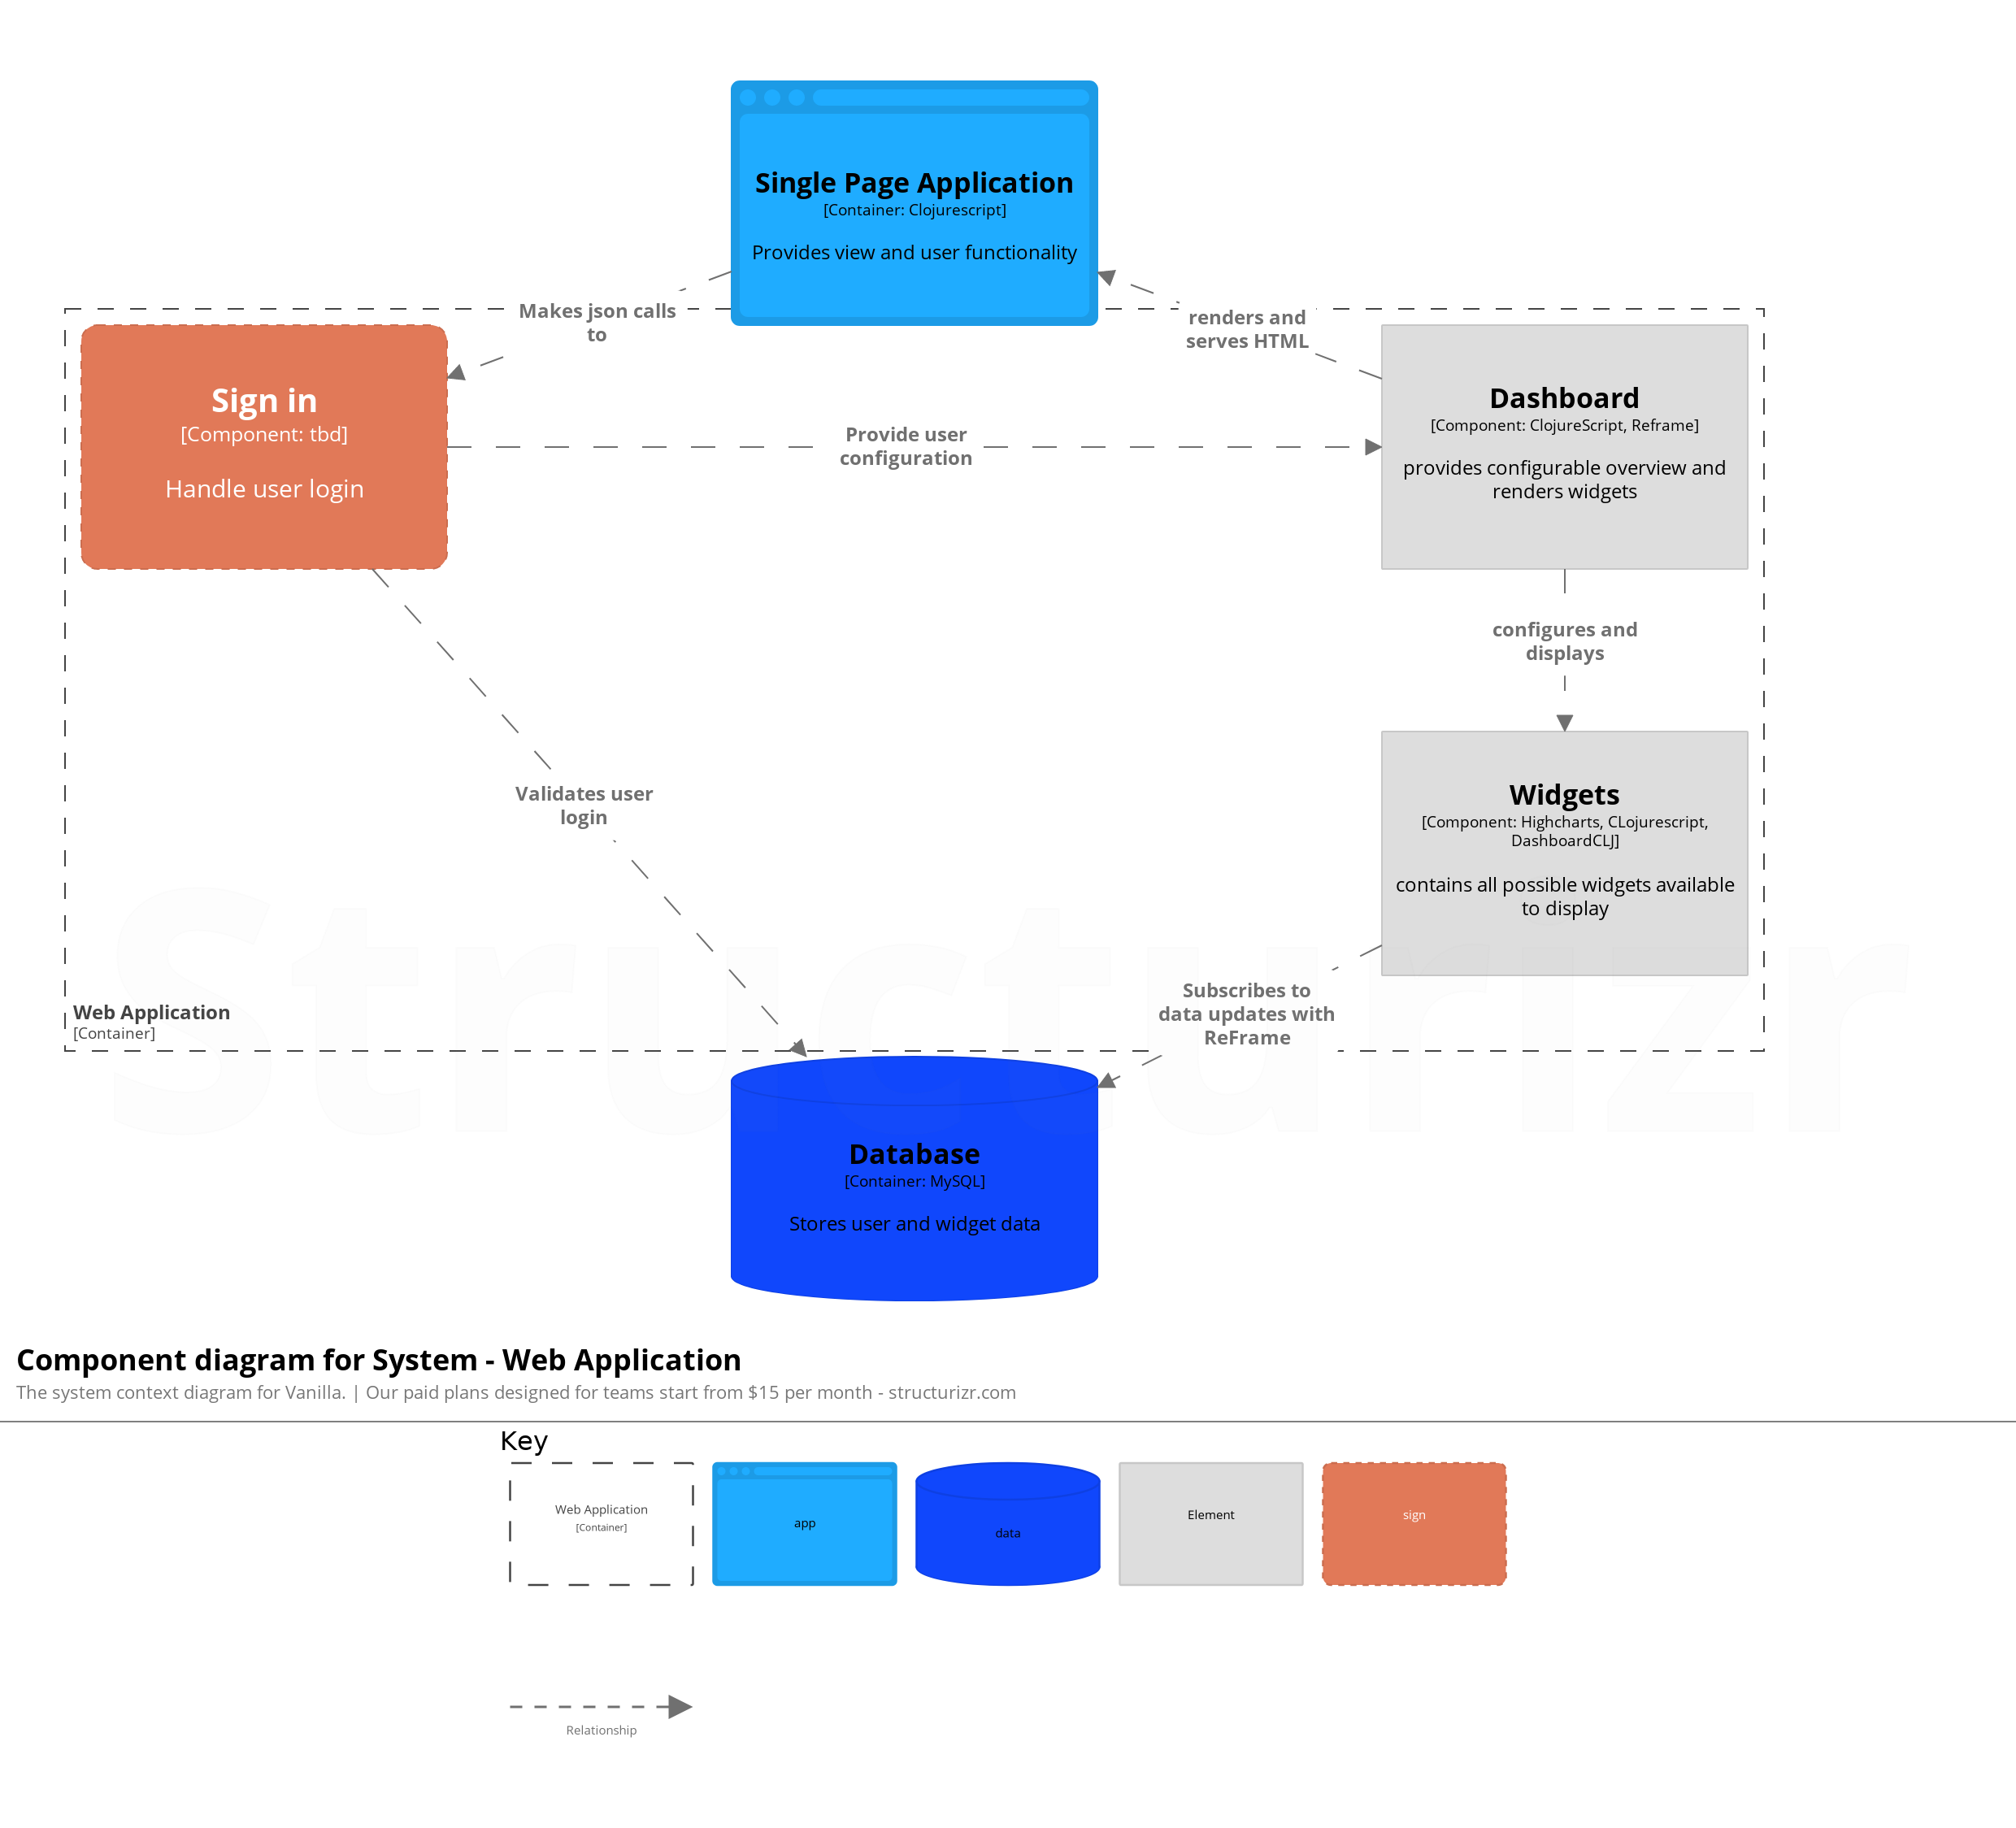 Single Page Application
[Container: Clojurescript]
Provides view and user functionality
Makes json calls
to
renders and
serves HTML
Sign in
[Component: tbd]
Handle user login
Provide user
configuration
Dashboard
[Component: ClojureScript, Reframe]
provides configurable overview and
renders widgets
configures and
displays
Validates user
login
Widgets
[Component: Highcharts, CLojurescript,
DashboardCLJ]
contains all possible widgets available
to display
Subscribes to
data updates with
ReFrame
Web Application
[Container]
Structurizr
Database
[Container: MySQL]
Stores user and widget data
Component diagram for System - Web Application
The system context diagram for Vanilla. | Our paid plans designed for teams start from $15 per month - structurizr.com
Key
Web Application
[Container]
app
data
Element
sign
Relationship